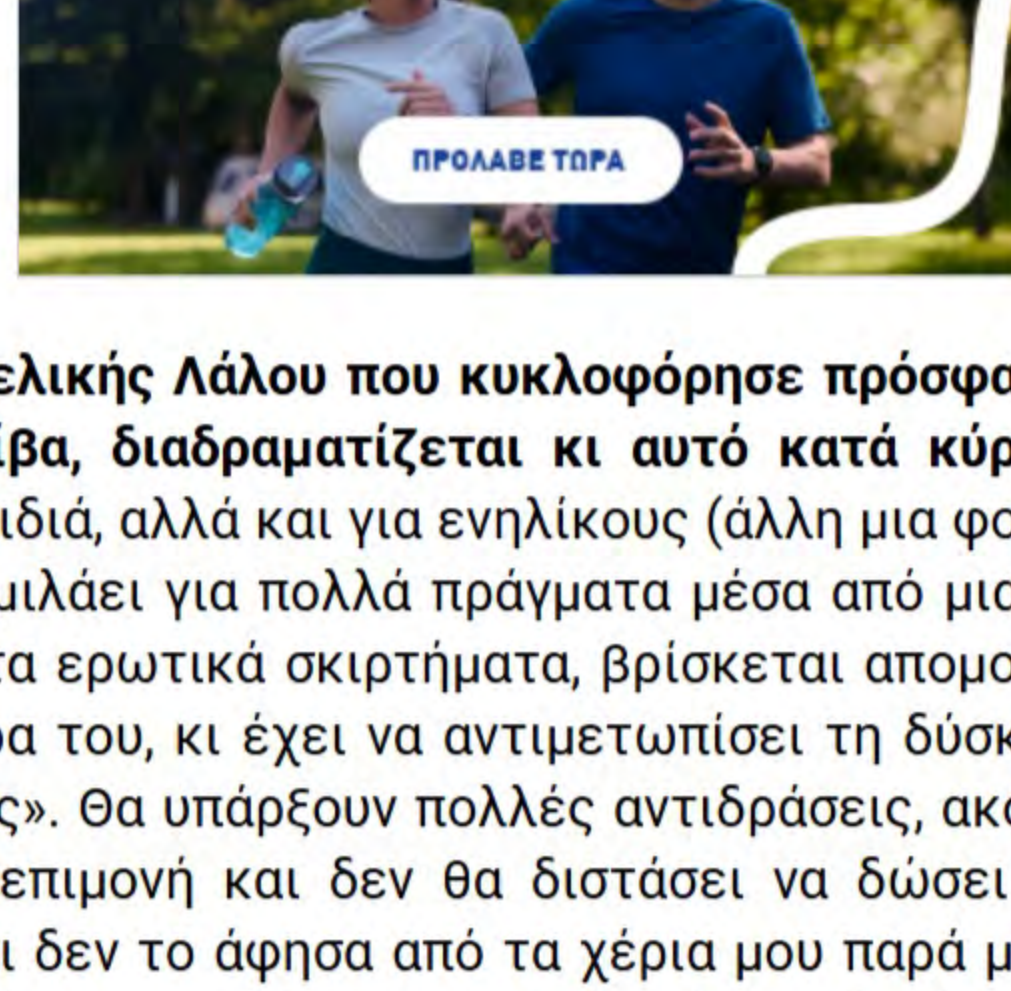 ΠΡΟΛΑΒΕ ΤΩΡΑ
ελικής Λάλου που κυκλοφόρησε πρόσφα
ίβα, διαδραματίζεται κι αυτό κατά κύρ
ιδιά, αλλά και για ενηλίκους (άλλη μια φο
μιλάει για πολλά πράγματα μέσα από μια
τα ερωτικά σκιρτήματα, βρίσκεται απομο
ρα του, κι έχει να αντιμετωπίσει τη δύσκ
ς». Θα υπάρξουν πολλές αντιδράσεις, ακό
επιμονή και δεν θα διστάσει να δώσει
ι δεν το άφησα από τα χέρια μου παρά μ